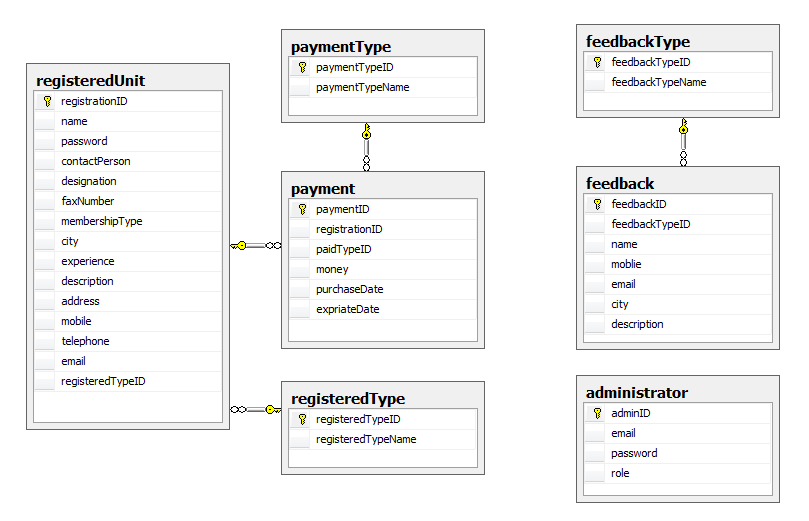 registeredUnit
registrationID
name
password
contactPerson
designation
faxNumber
membershipType
city
experience
description
address
mobile
telephone
email
registeredTypeID
paymentType
paymentTypeID
paymentTypeName
payment
paymentID
registrationID
paidTypeID
money
purchaseDate
expriateDate
registeredType
registeredTypeID
registeredTypeName
feedbackType
feedbackTypeID
feedbackTypeName
feedback
feedbackID
feedbackTypeID
name
moblie
email
city
description
administrator
adminID
email
password
role